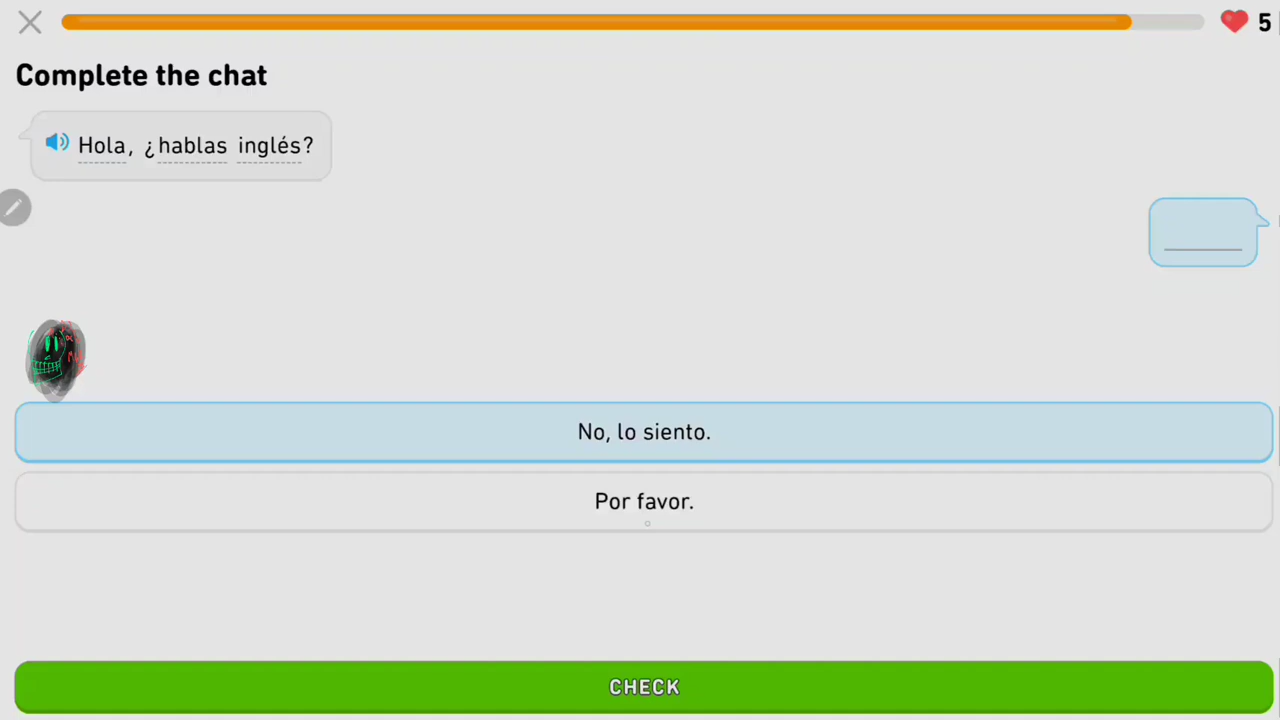 5
Complete the chat
Hola, ¿hablas inglés?
No, lo siento.
Por favor.
CHECK